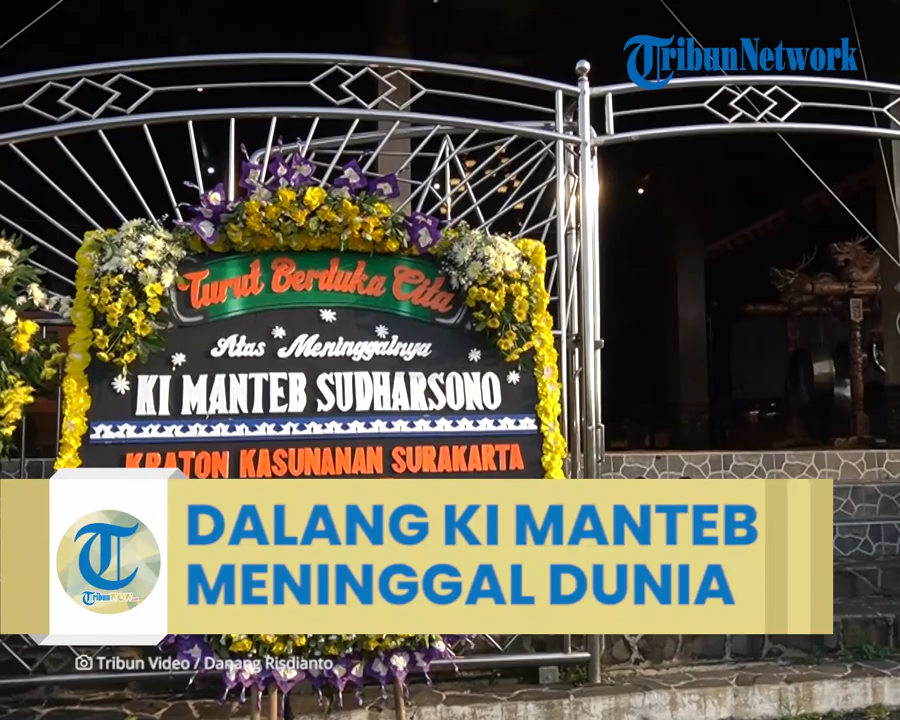 TribunNetwork
Turut Berduka Cita
Atas Meninggalnya
KI MANTEB SUDHARSONO
KRATON KASUNANAN SURAKARTA
DALANG KI MANTEB
MENINGGAL DUNIA
Tribun Video / Danang Risdianto